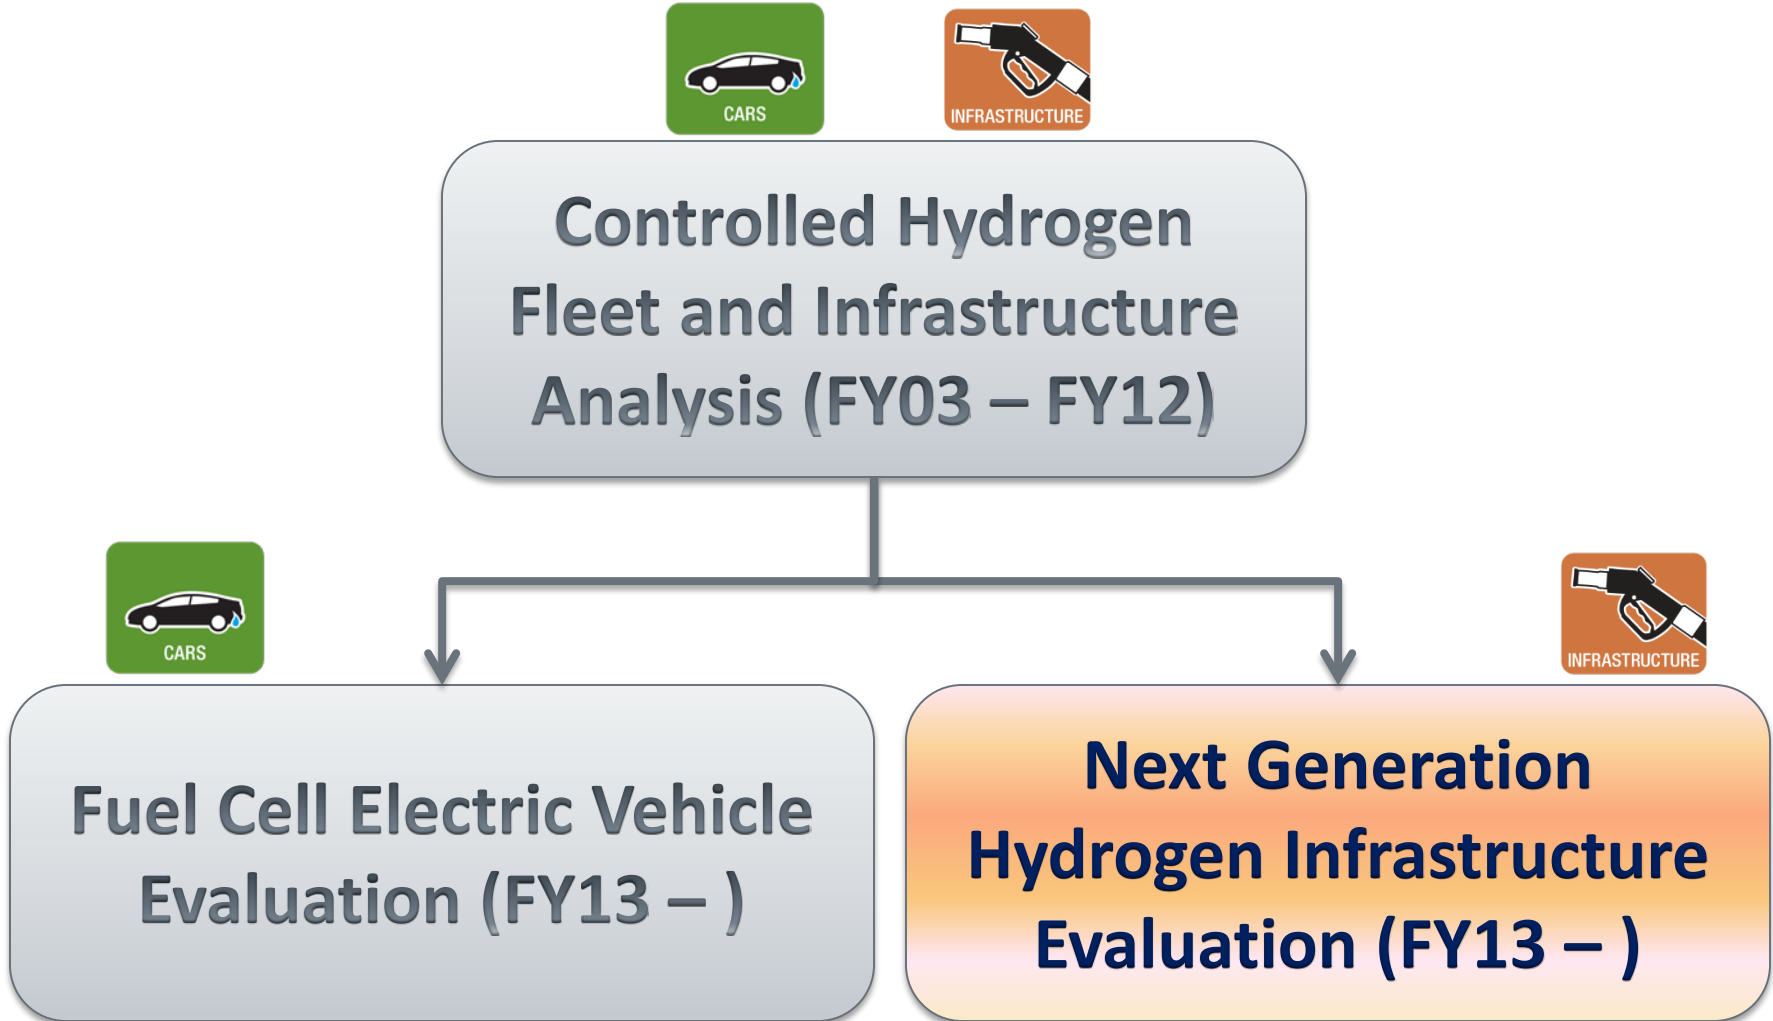 CARS
INFRASTRUCTURE
Controlled Hydrogen
Fleet and Infrastructure
Analysis (FY03 – FY12)
CARS
INFRASTRUCTURE
Fuel Cell Electric Vehicle
Evaluation (FY13 – )
Next Generation
Hydrogen Infrastructure
Evaluation (FY13 – )